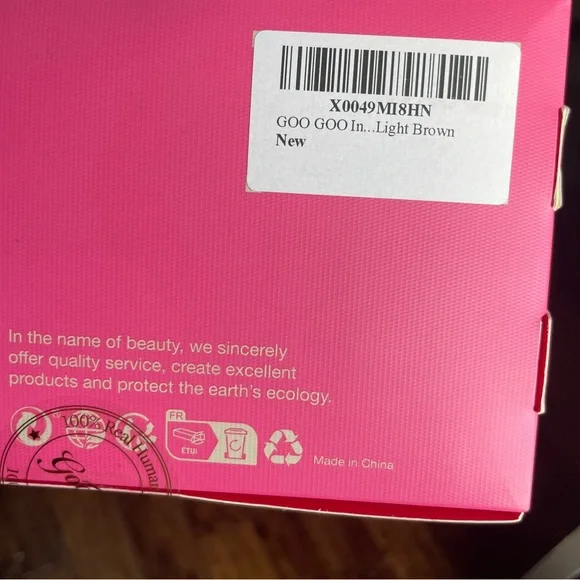 X0049MI8HN
GOO GOO In...Light Brown
New
In the name of beauty, we sincerely
offer quality service, create excellent
products and protect the earth's ecology.
100% Real Human
FR
ETUI
Made in China